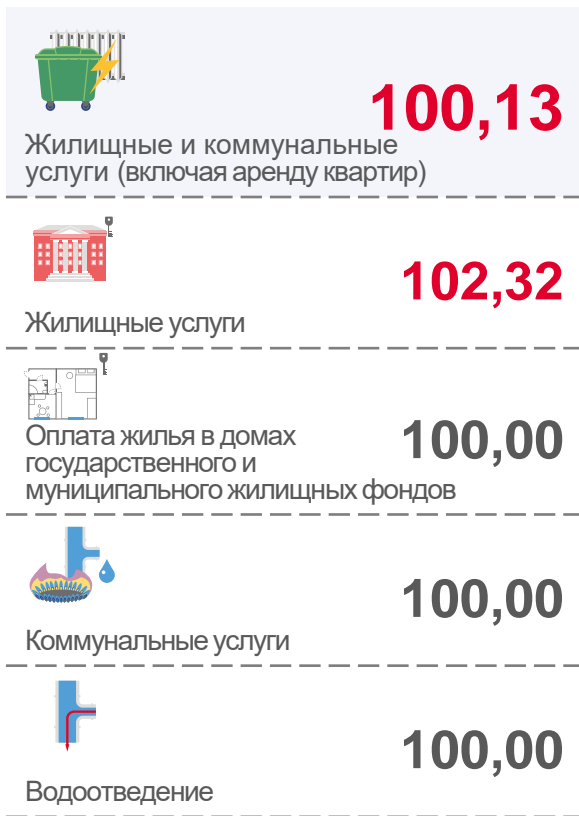 100,13
Жилищные и коммунальные
услуги (включая аренду квартир)
102,32
Жилищные услуги
100,00
Оплата жилья в домах
государственного и
муниципального жилищных фондов
100,00
Коммунальные услуги
100,00
Водоотведение